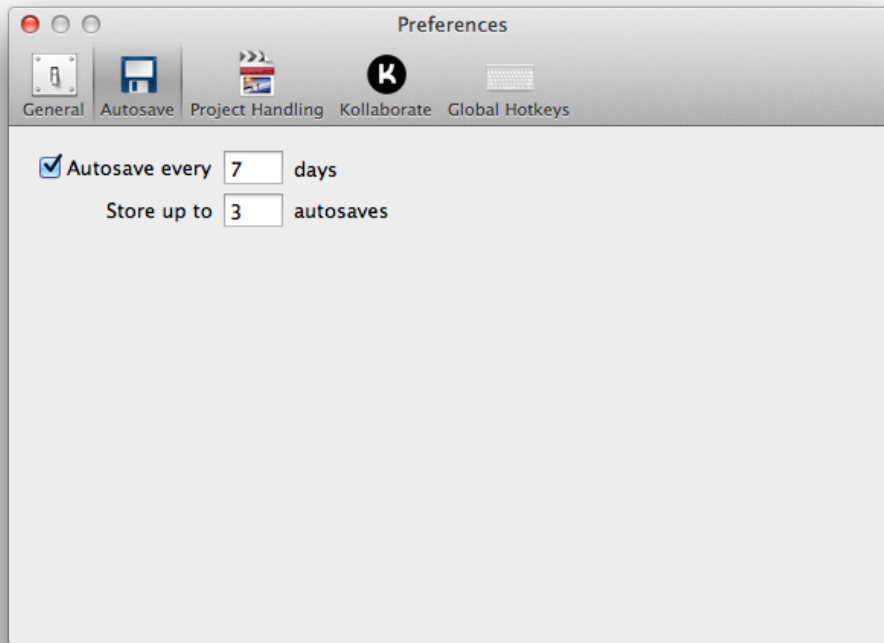 Preferences
General Autosave Project Handling Kollaborate Global Hotkeys
Autosave every 7 days
Store up to 3 autosaves